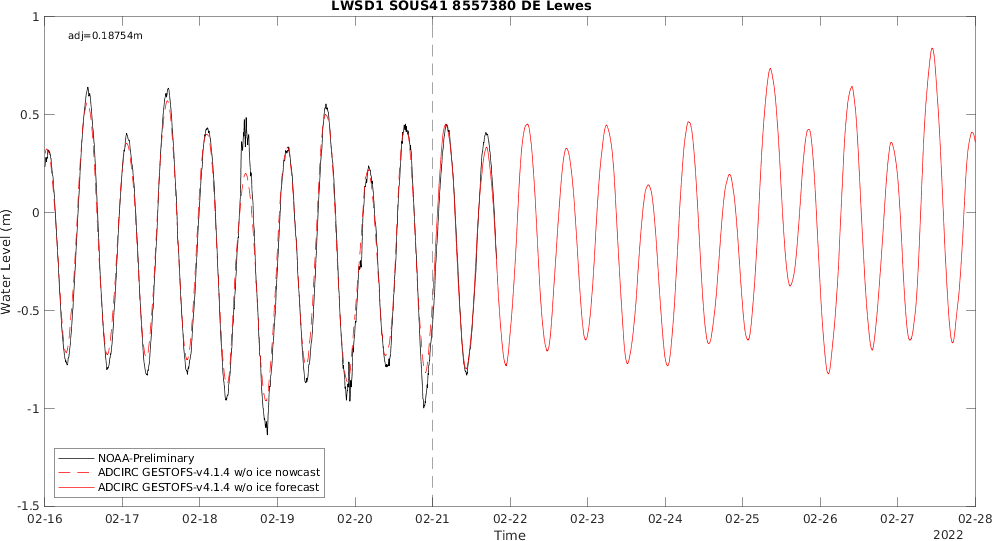 LWSD1 SOUS41 8557380 DE Lewes
adj=0.18754m
Water Level (m)
1
0.5
0
-0.5
-1
-1.5
NOAA-Preliminary
ADCIRC GESTOFS-v4.1.4 w/o ice nowcast
ADCIRC GESTOFS-v4.1.4 w/o ice forecast
02-16 02-17 02-18 02-19 02-20 02-21 02-22 02-23 02-24 02-25 02-26 02-27 02-28
Time
2022